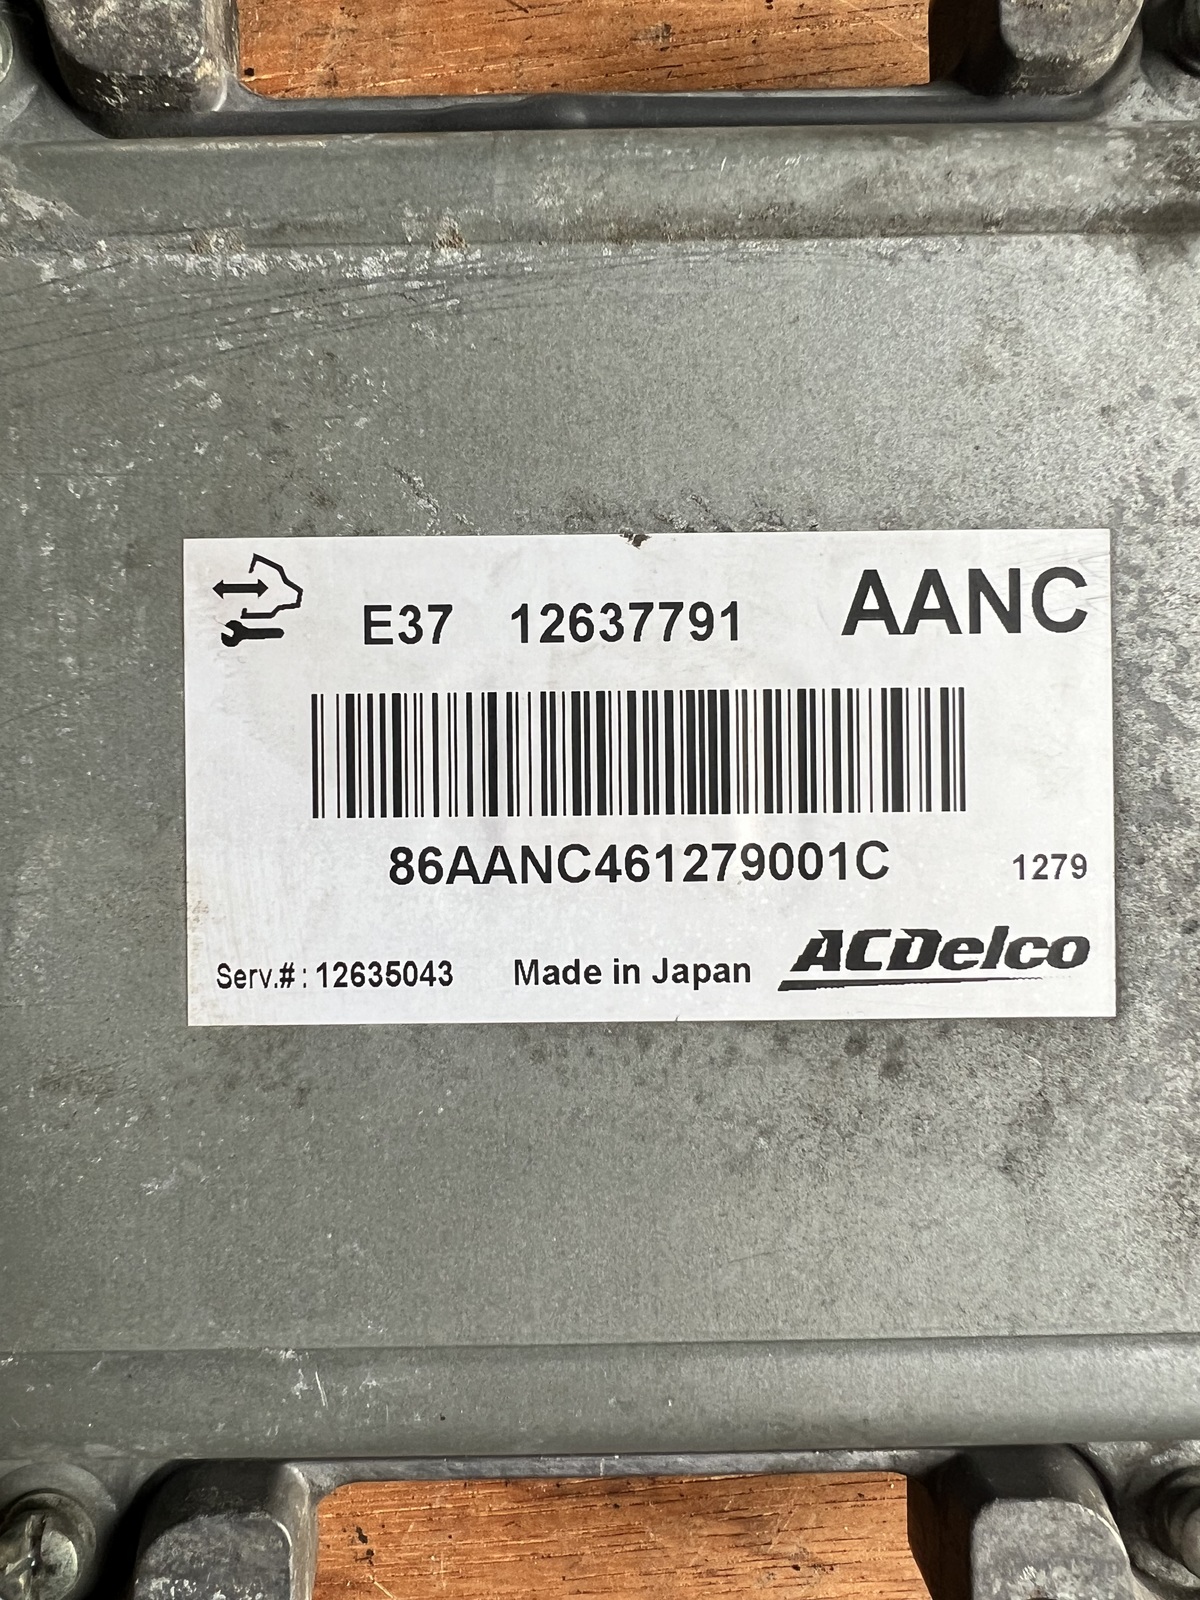 E37 12637791 AANC
86AANC461279001C 1279
Serv.#: 12635043 Made in Japan ACDelco